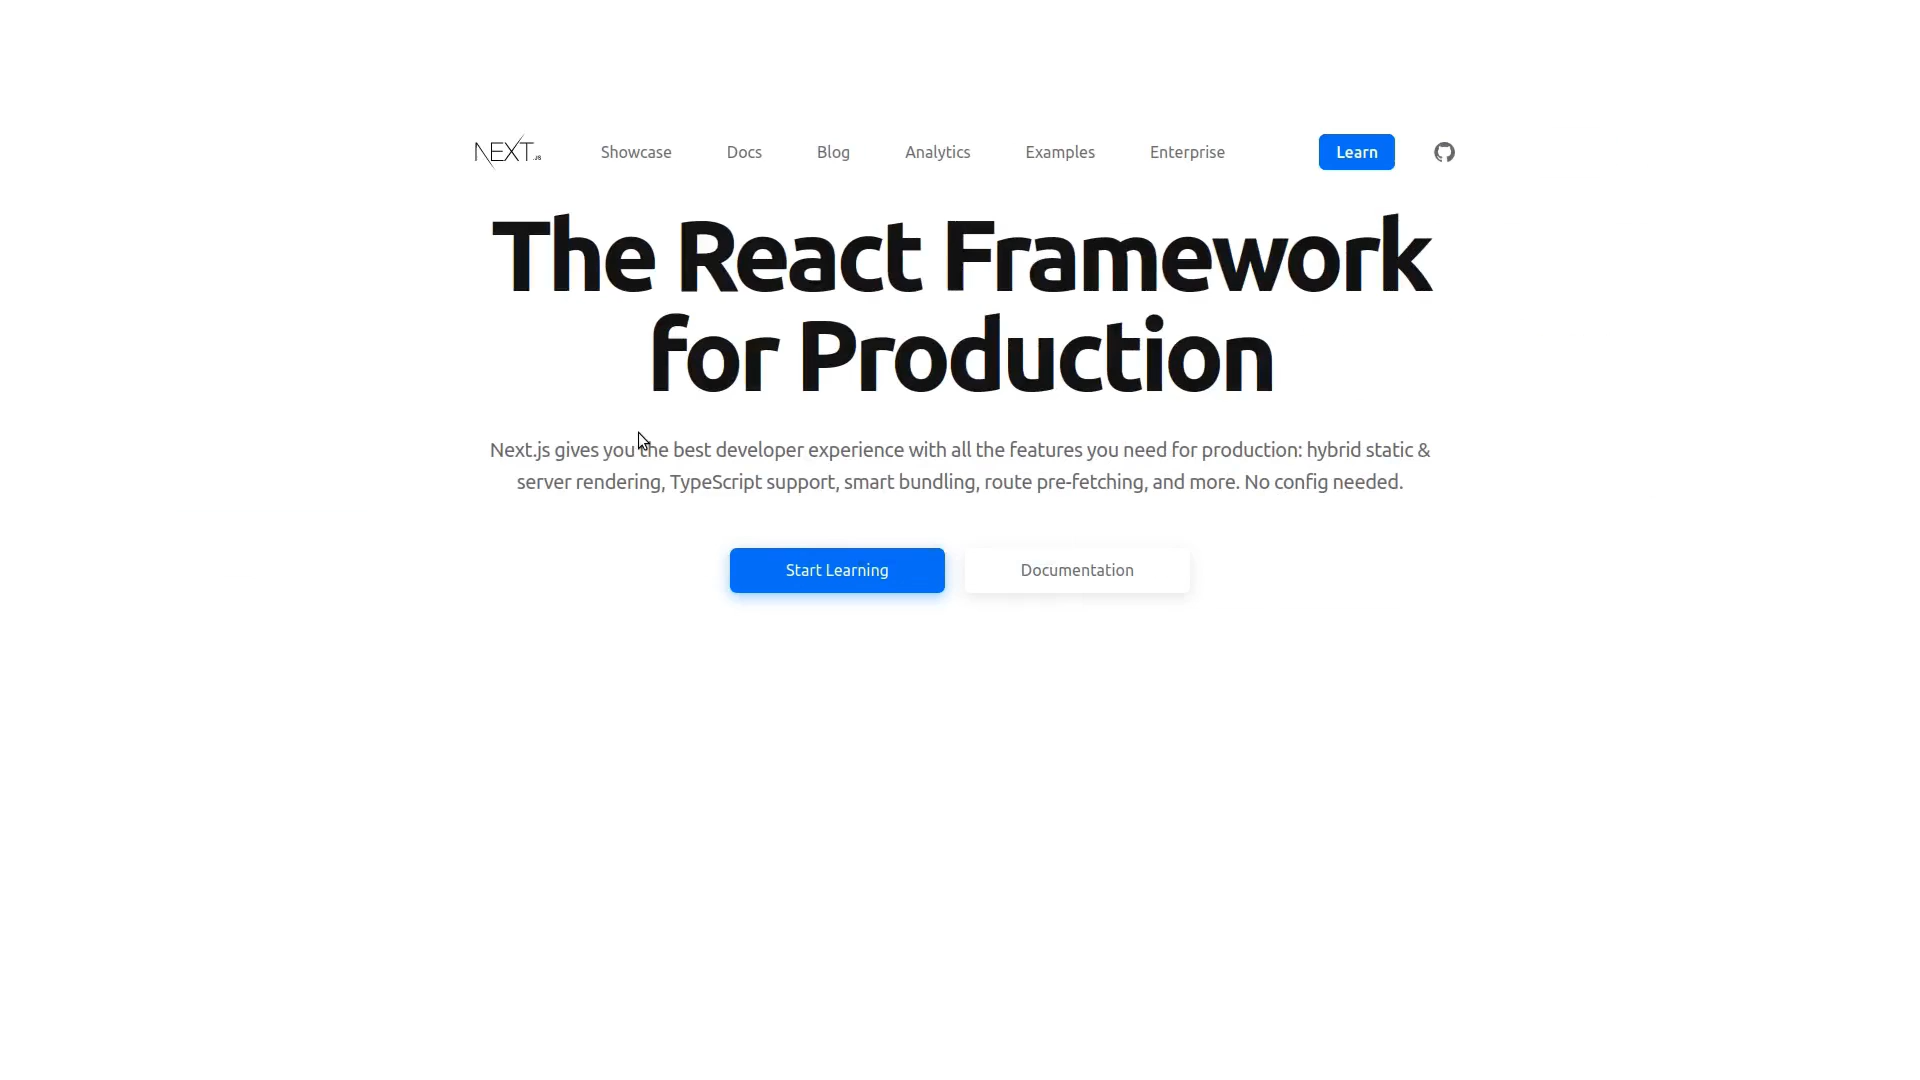 NEXT.JS Showcase Docs Blog Analytics Examples Enterprise Learn
The React Framework
for Production
Next.js gives you the best developer experience with all the features you need for production: hybrid static &
server rendering, TypeScript support, smart bundling, route pre-fetching, and more. No config needed.
Start Learning Documentation